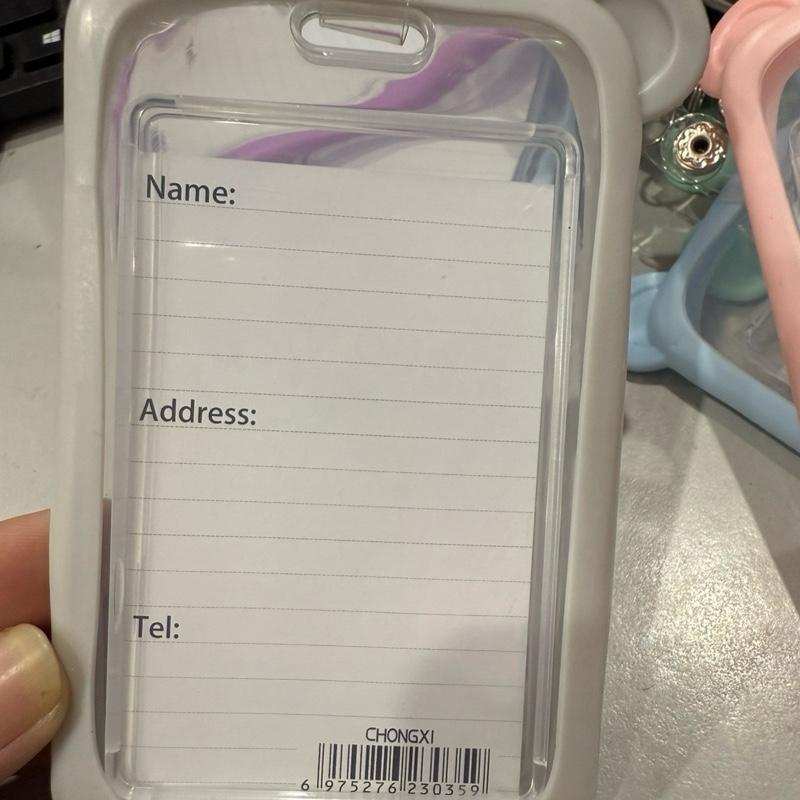 Name:
Address:
Tel:
CHONGXI
6 975276 230359